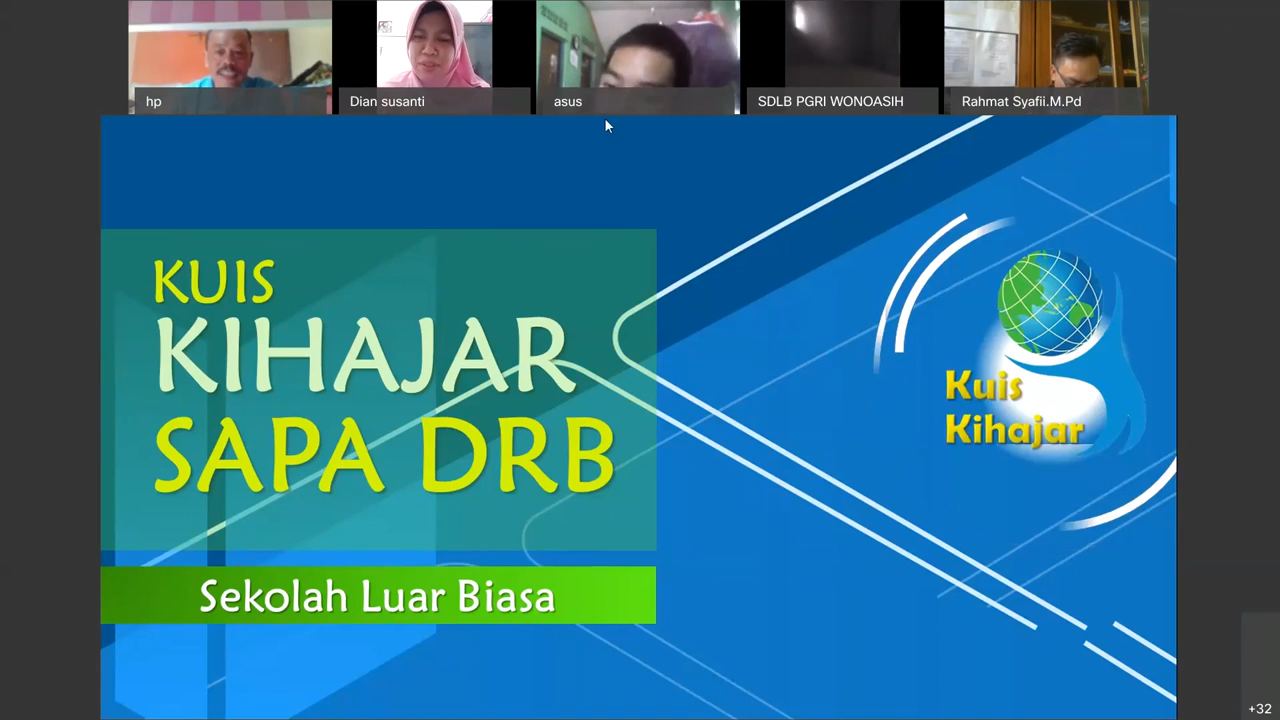 hp
Dian susanti
asus
SDLB PGRI WONOASIH
Rahmat Syafii.M.Pd
KUIS
KIHAJAR
SAPA DRB
Sekolah Luar Biasa
Kuis
Kihajar
+32